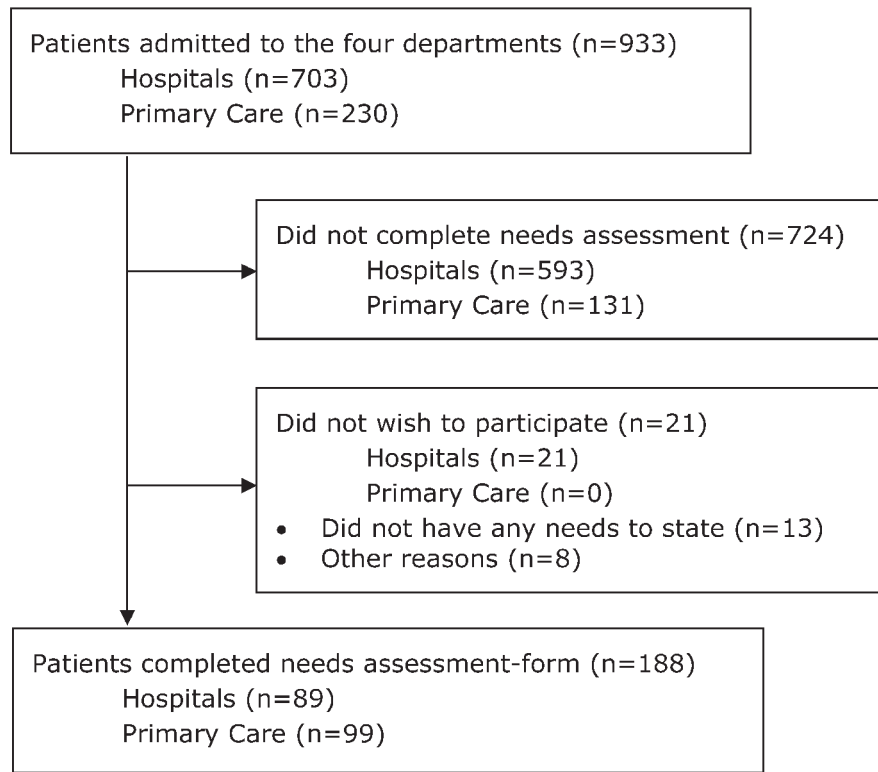 Patients admitted to the four departments (n=933)
Hospitals (n=703)
Primary Care (n=230)
Did not complete needs assessment (n=724)
Hospitals (n=593)
Primary Care (n=131)
Did not wish to participate (n=21)
Hospitals (n=21)
Primary Care (n=0)
• Did not have any needs to state (n=13)
• Other reasons (n=8)
Patients completed needs assessment-form (n=188)
Hospitals (n=89)
Primary Care (n=99)